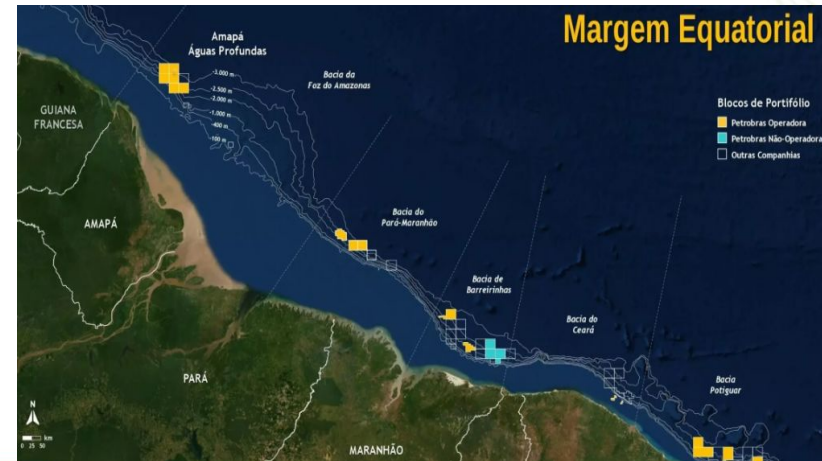 Margem Equatorial
Amapá
Águas Profundas
Bacia da
Foz do Amazonas
-3.000 m
-2.500 m
-2.000 m
-1.000 m
-400 m
-100 m
Blocos de Portifólio
Petrobras Operadora
Petrobras Não-Operadora
Outras Companhias
GUIANA
FRANCESA
AMAPÁ
Bacia do
Pará-Maranhão
Bacia de
Barreirinhas
Bacia do
Ceará
Bacia
Potiguar
PARÁ
MARANHÃO
N
km
0 25 50